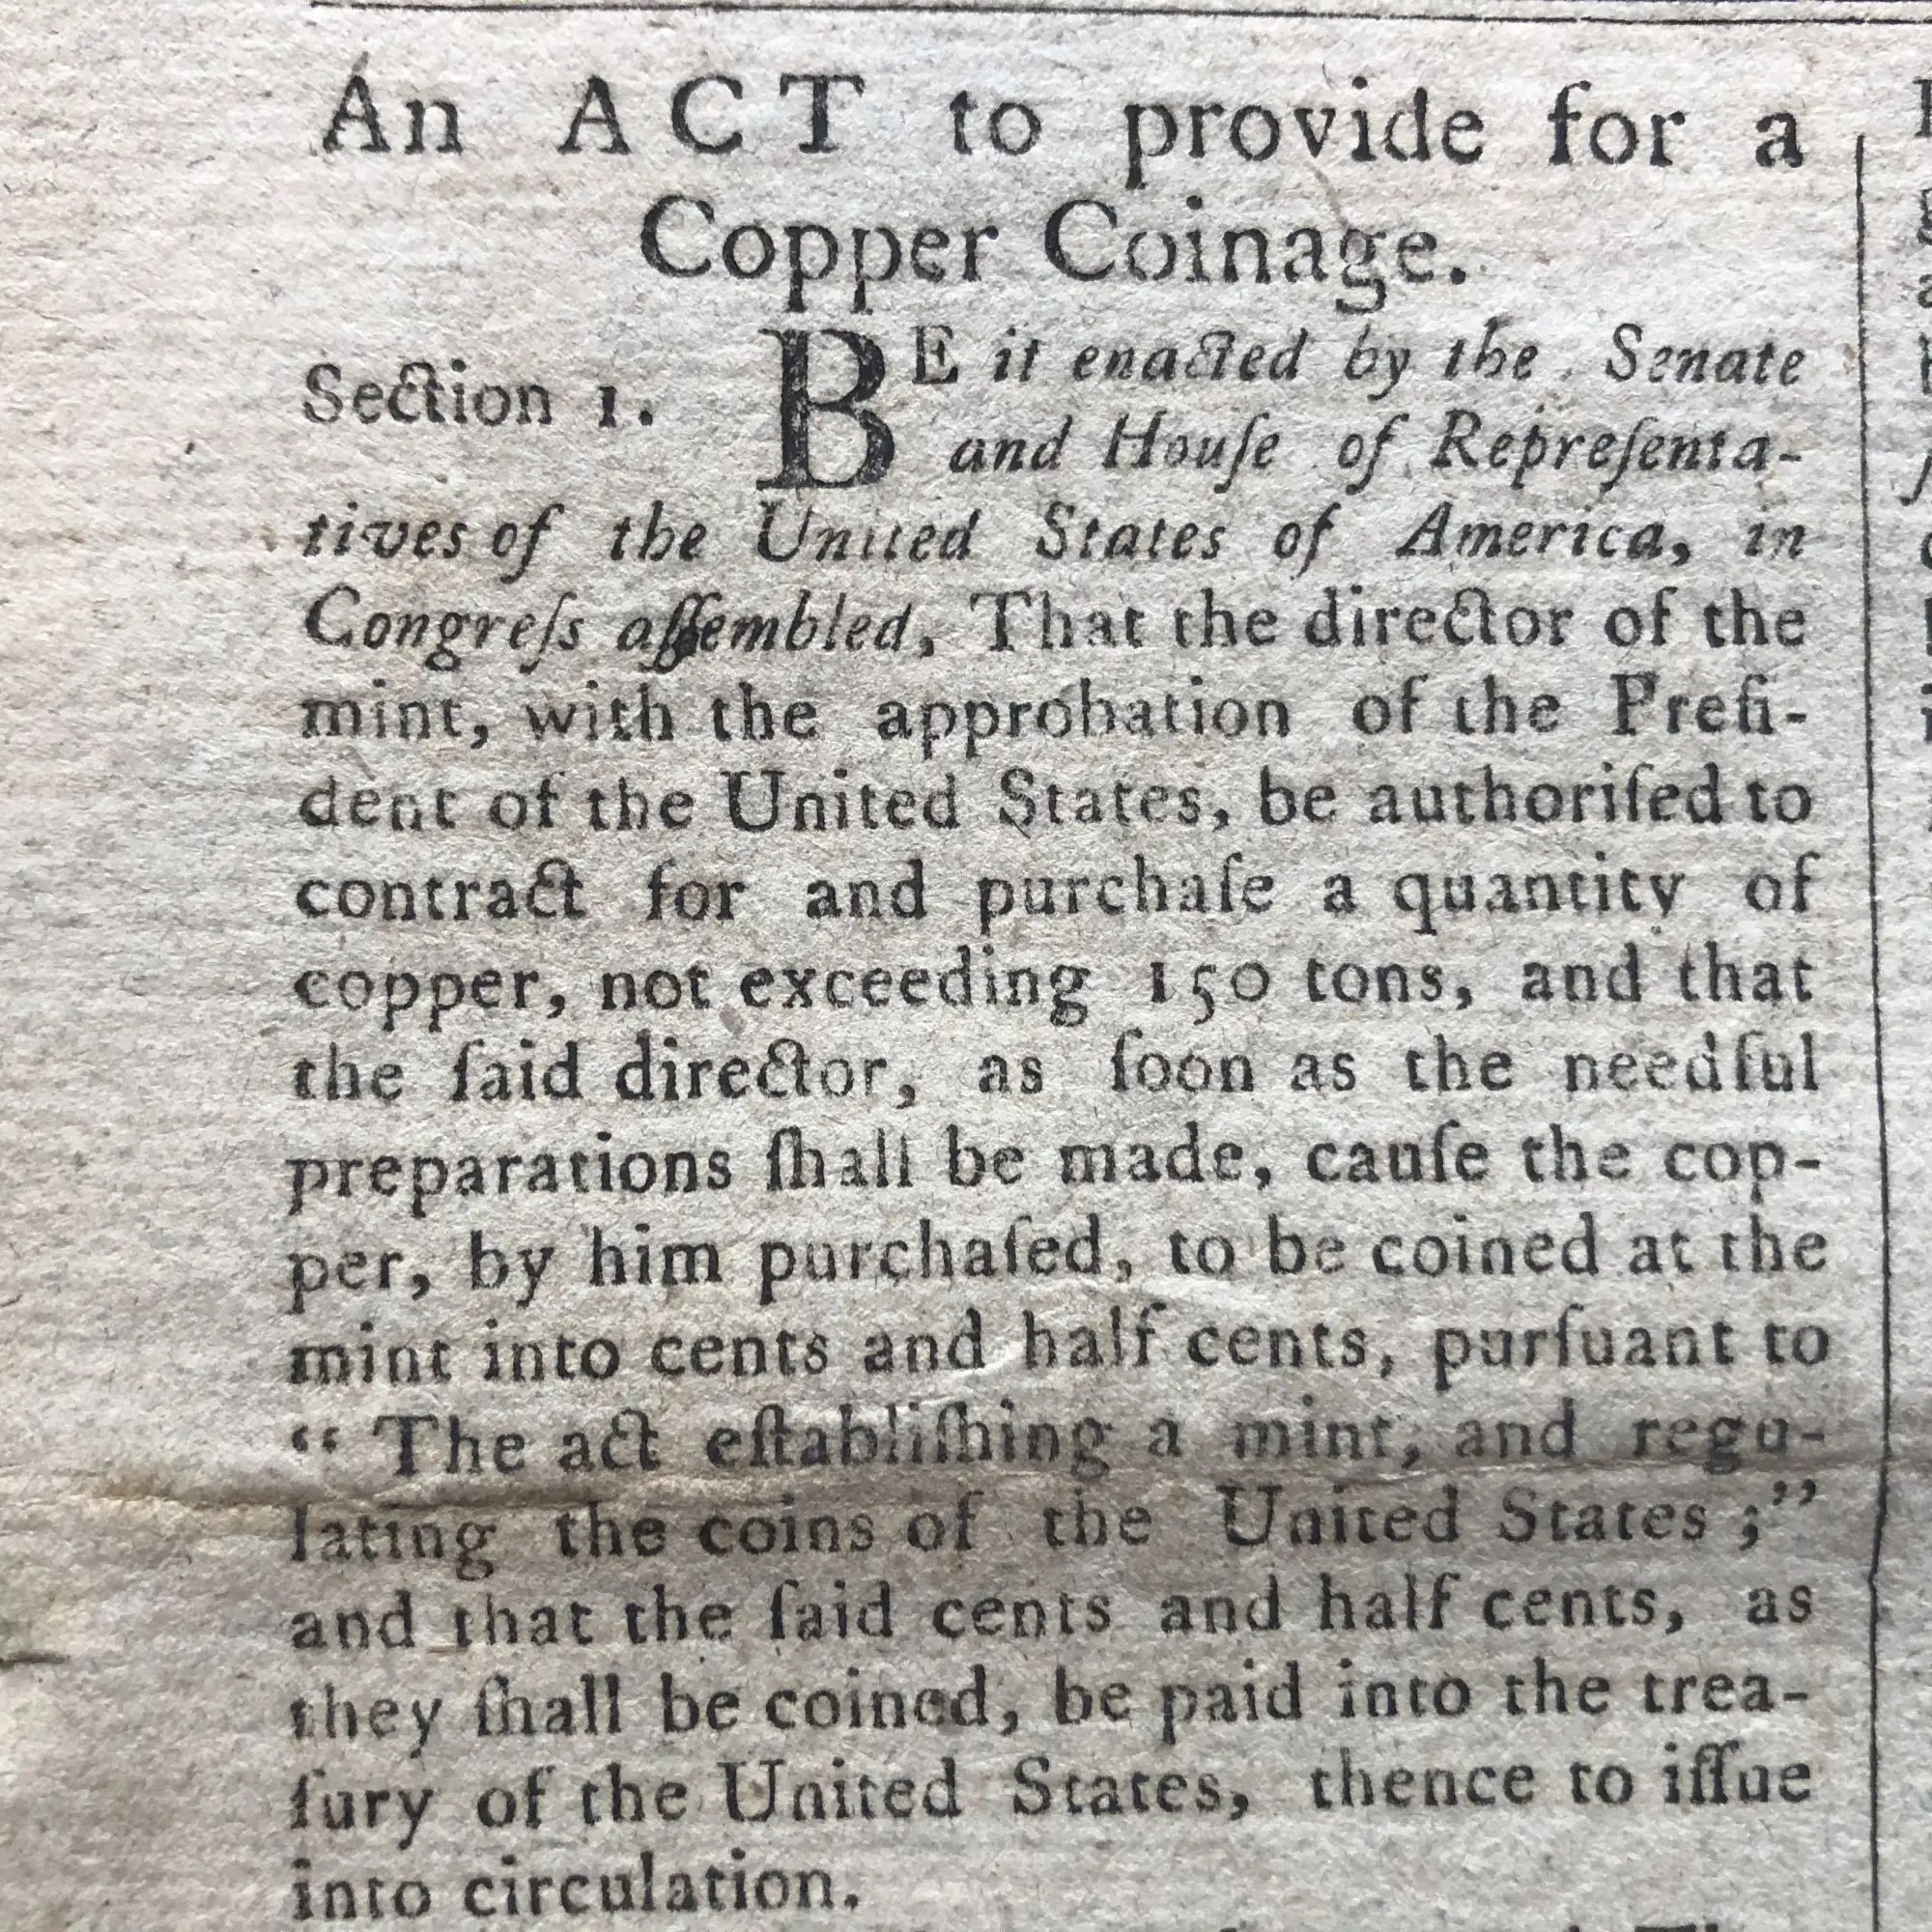 An ACT to provide for a
Copper Coinage.
Section 1. BE it enacted by the Senate
and Houſe of Repreſenta-
tives of the United States of America, in
Congreſs aſſembled, That the director of the
mint, with the approbation of the Preſi-
dent of the United States, be authoriſed to
contract for and purchaſe a quantity of
copper, not exceeding 150 tons, and that
the ſaid director, as ſoon as the needful
preparations ſhall be made, cauſe the cop-
per, by him purchaſed, to be coined at the
mint into cents and half cents, purſuant to
“ The act eſtabliſhing a mint, and regu-
lating the coins of the United States ;”
and that the ſaid cents and half cents, as
they ſhall be coined, be paid into the trea-
ſury of the United States, thence to iſſue
into circulation.